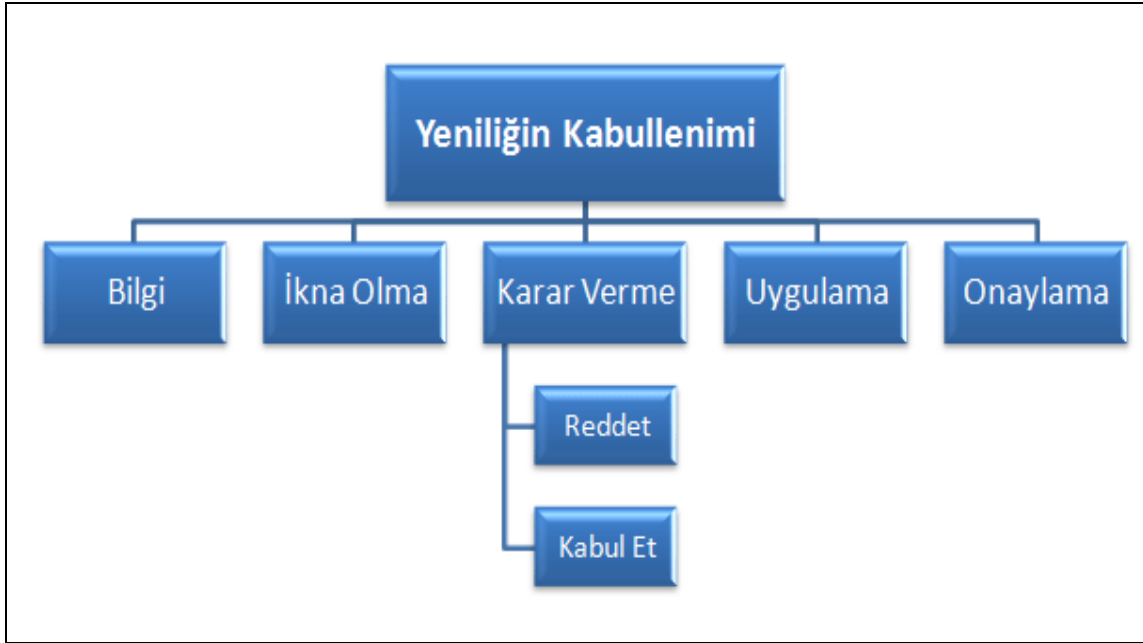 Yeniliğin Kabullenimi
Bilgi
İkna Olma
Karar Verme
Uygulama
Onaylama
Reddet
Kabul Et